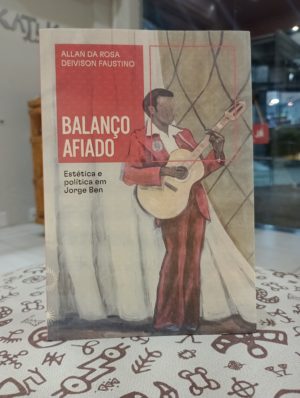 ALLAN DA ROSA
DEIVISON FAUSTINO
BALANÇO
AFIADO
Estética e
política em
Jorge Ben